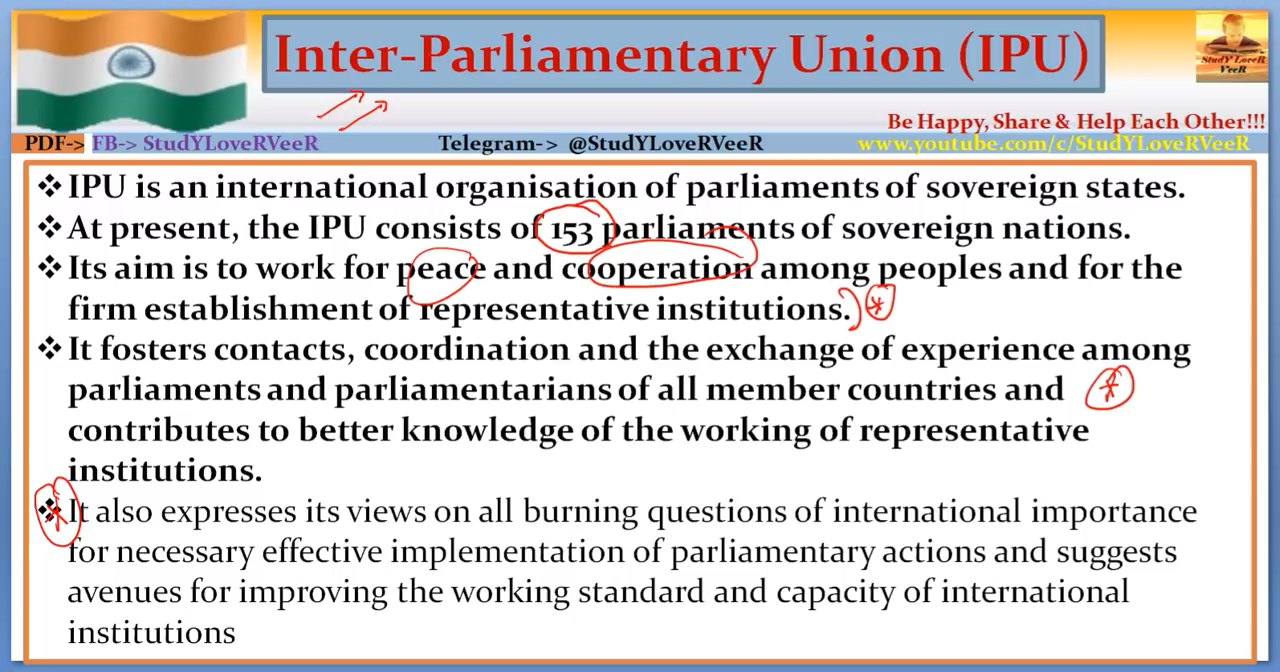 Inter-Parliamentary Union (IPU)
StudY LoveR
VeeR
Be Happy, Share & Help Each Other!!!
PDF-> FB-> StudYLoveRVeeR Telegram-> @StudYLoveRVeeR www.youtube.com/c/StudYLoveRVeeR
❖ IPU is an international organisation of parliaments of sovereign states.
❖ At present, the IPU consists of 153 parliaments of sovereign nations.
❖ Its aim is to work for peace and cooperation among peoples and for the
firm establishment of representative institutions.
❖ It fosters contacts, coordination and the exchange of experience among
parliaments and parliamentarians of all member countries and
contributes to better knowledge of the working of representative
institutions.
❖ It also expresses its views on all burning questions of international importance
for necessary effective implementation of parliamentary actions and suggests
avenues for improving the working standard and capacity of international
institutions